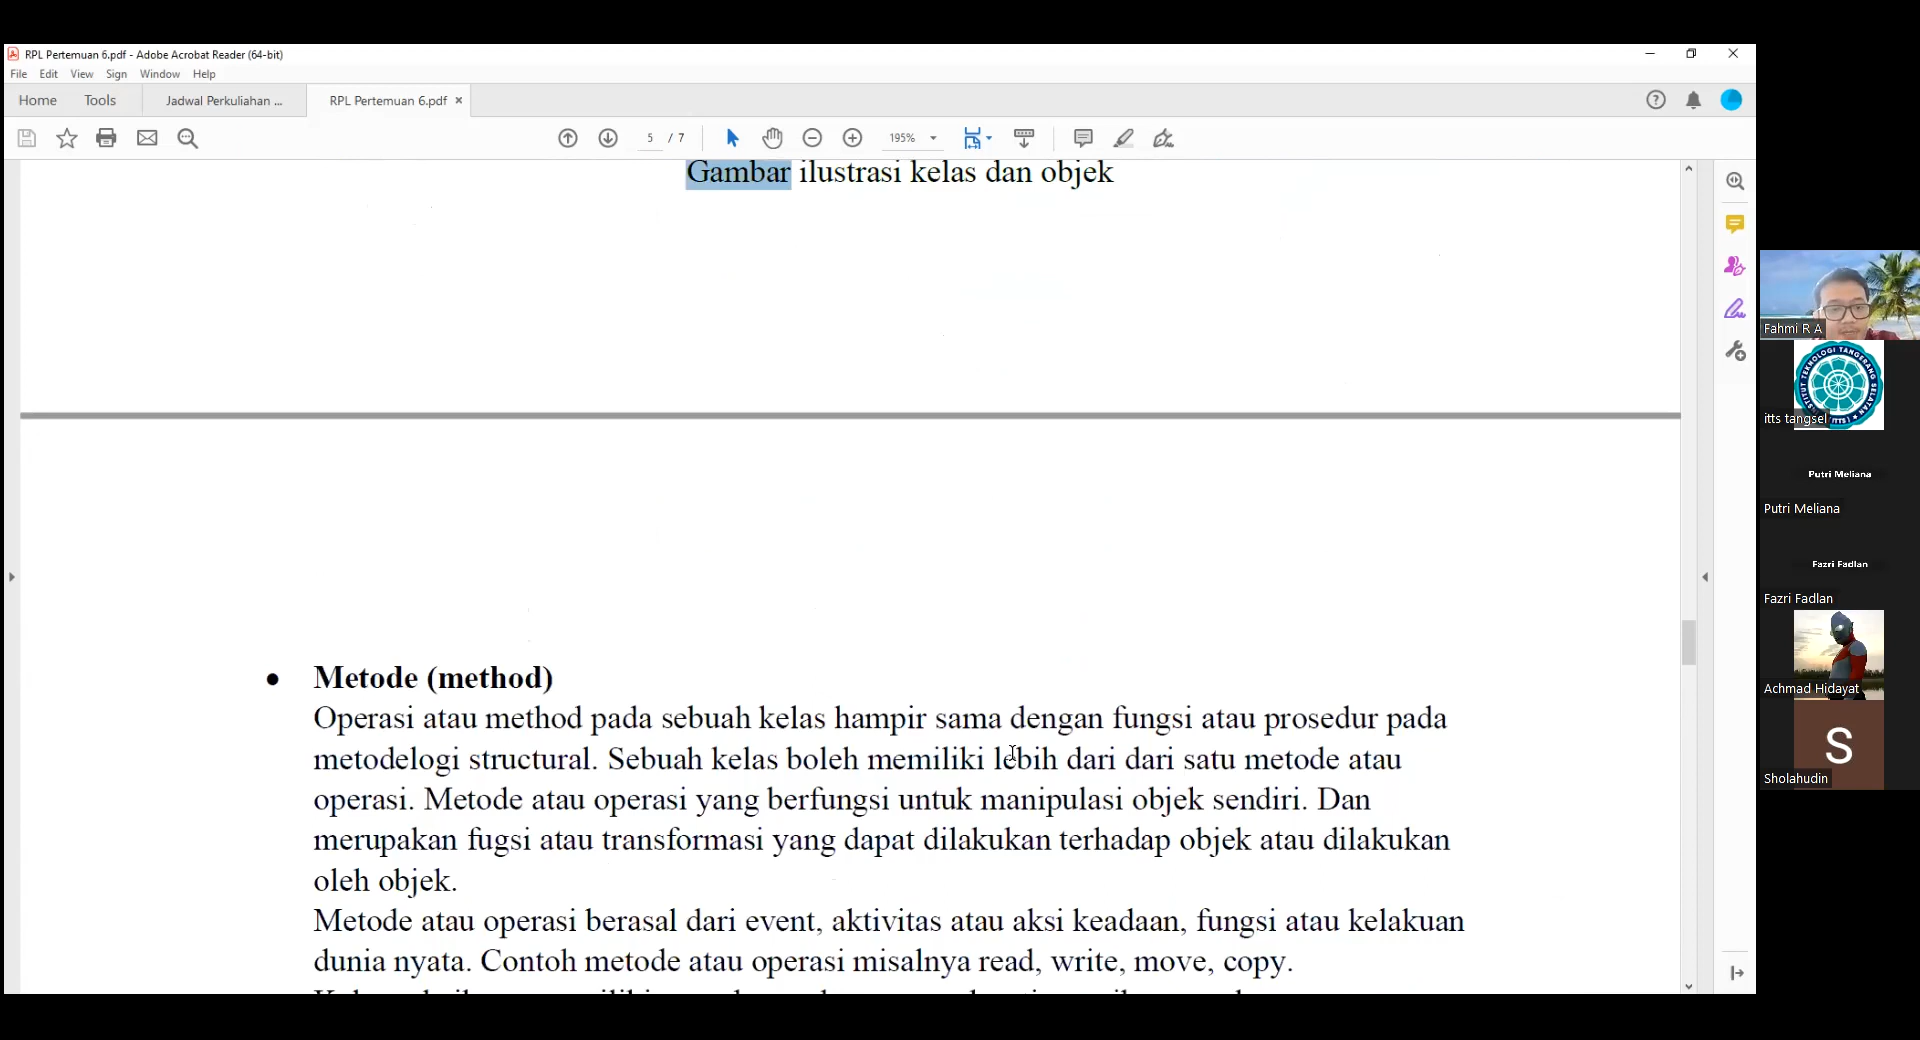 RPL Pertemuan 6.pdf - Adobe Acrobat Reader (64-bit)
File Edit View Sign Window Help
Home Tools Jadwal Perkuliahan ... RPL Pertemuan 6.pdf ×
5 / 7 195%
Gambar ilustrasi kelas dan objek
• Metode (method)
Operasi atau method pada sebuah kelas hampir sama dengan fungsi atau prosedur pada
metodelogi structural. Sebuah kelas boleh memiliki lebih dari dari satu metode atau
operasi. Metode atau operasi yang berfungsi untuk manipulasi objek sendiri. Dan
merupakan fugsi atau transformasi yang dapat dilakukan terhadap objek atau dilakukan
oleh objek.
Metode atau operasi berasal dari event, aktivitas atau aksi keadaan, fungsi atau kelakuan
dunia nyata. Contoh metode atau operasi misalnya read, write, move, copy.
Fahmi R A
INSTITUT TEKNOLOGI TANGERANG SELATAN
itts tangsel
Putri Meliana
Putri Meliana
Fazri Fadlan
Fazri Fadlan
Achmad Hidayat
S
Sholahudin